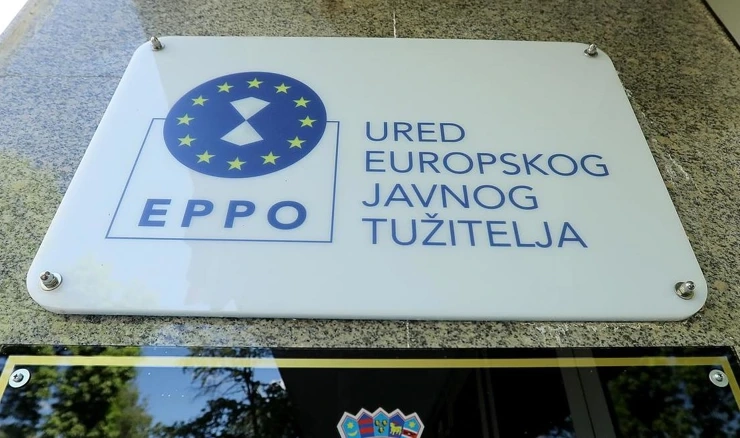 EPPO
URED
EUROPSKOG
JAVNOG
TUŽITELJA